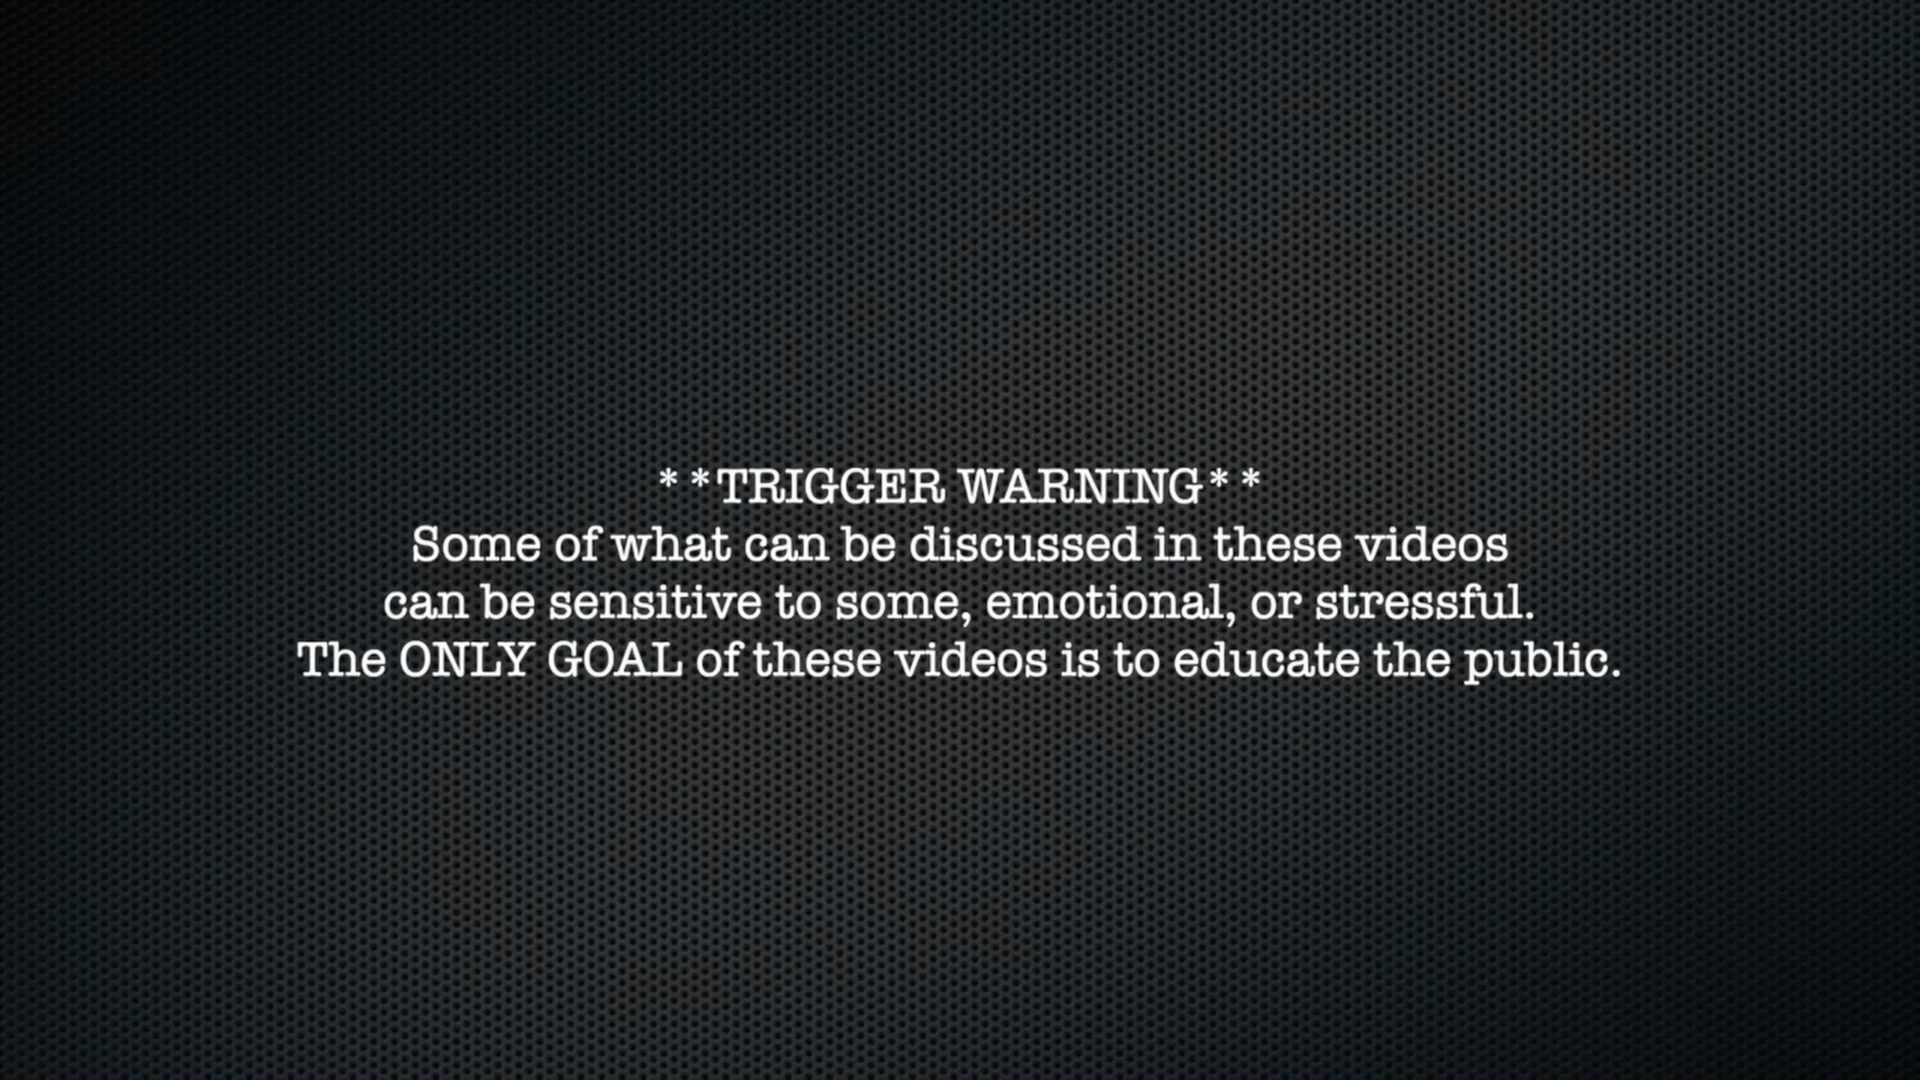 **TRIGGER WARNING**
Some of what can be discussed in these videos
can be sensitive to some, emotional, or stressful.
The ONLY GOAL of these videos is to educate the public.